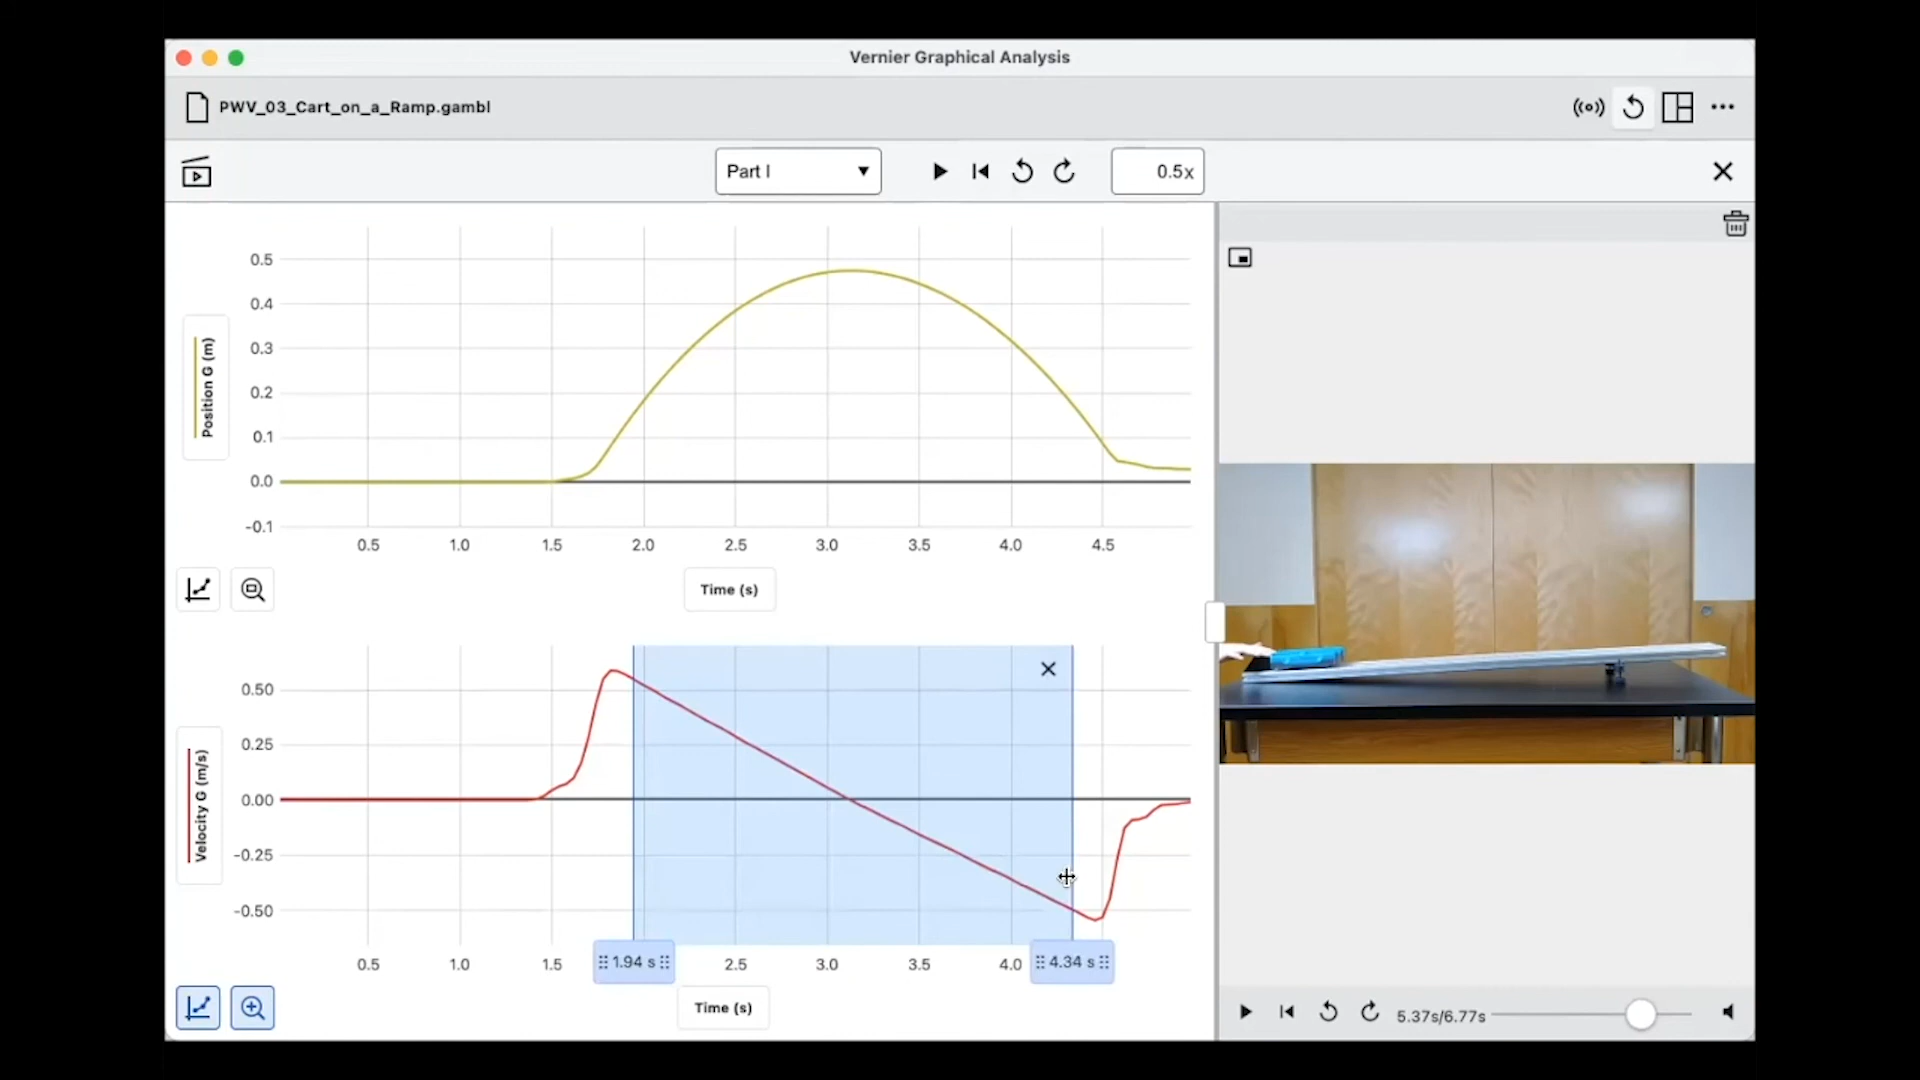 Vernier Graphical Analysis
PWV_03_Cart_on_a_Ramp.gambl
Part I
0.5x
Position G (m)
0.5
0.4
0.3
0.2
0.1
0.0
-0.1
0.5 1.0 1.5 2.0 2.5 3.0 3.5 4.0 4.5
Time (s)
Velocity G (m/s)
0.50
0.25
0.00
-0.25
-0.50
0.5 1.0 1.5 1.94 s 2.5 3.0 3.5 4.0 4.34 s
Time (s)
5.37s/6.77s